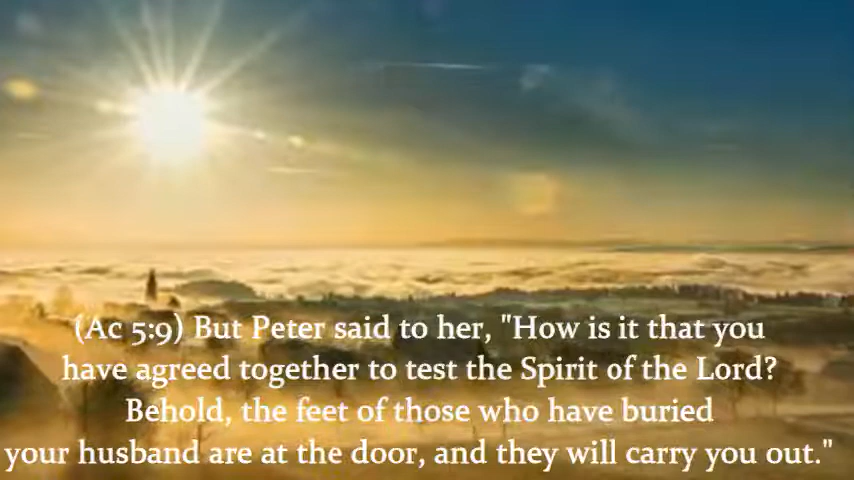 (Ac 5:9) But Peter said to her, "How is it that you
have agreed together to test the Spirit of the Lord?
Behold, the feet of those who have buried
your husband are at the door, and they will carry you out."